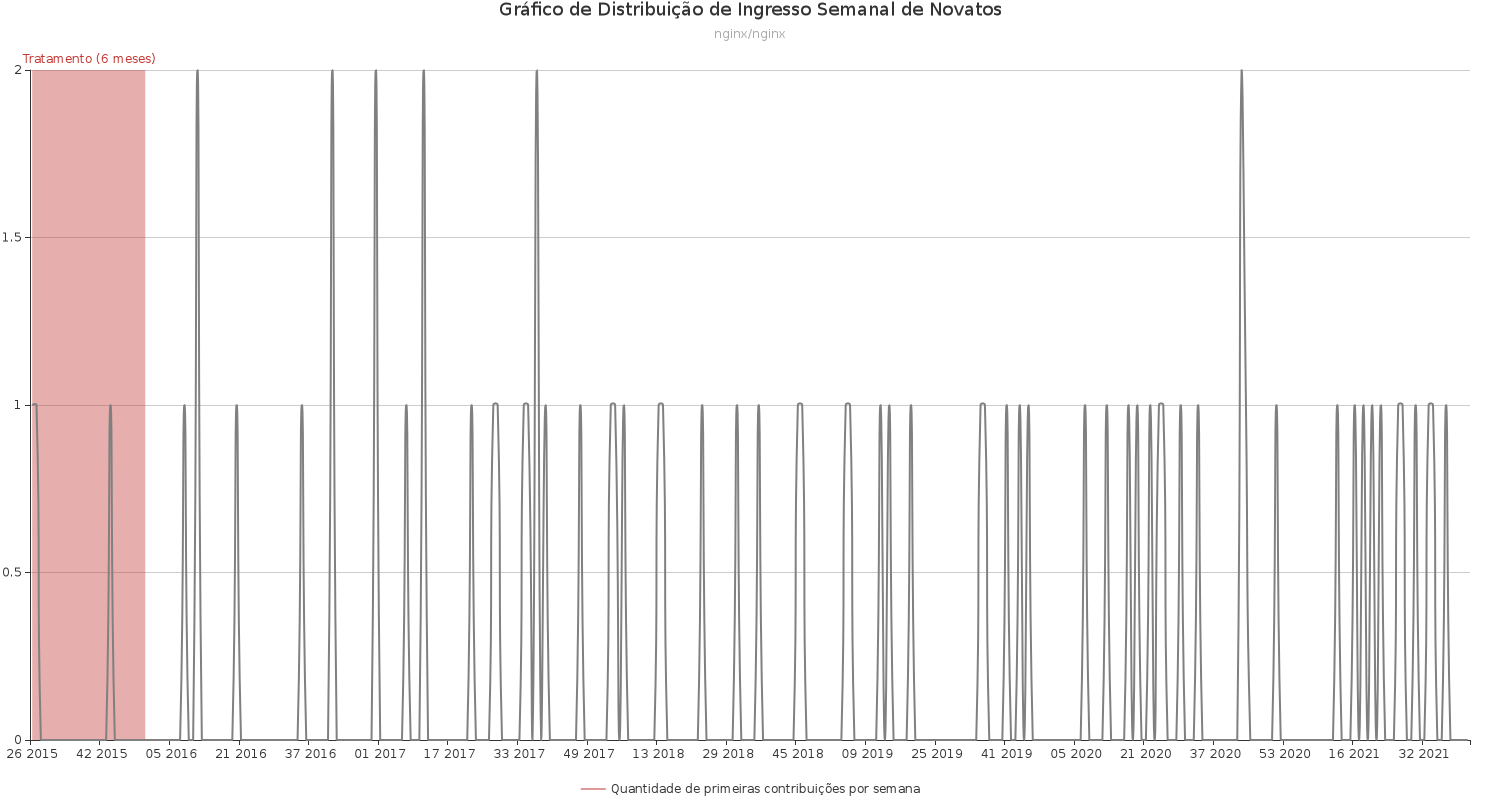 Gráfico de Distribuição de Ingresso Semanal de Novatos
nginx/nginx
Tratamento (6 meses)
2
1.5
1
0.5
0
26 2015 42 2015 05 2016 21 2016 37 2016 01 2017 17 2017 33 2017 49 2017 13 2018 29 2018 45 2018 09 2019 25 2019 41 2019 05 2020 21 2020 37 2020 53 2020 16 2021 32 2021
Quantidade de primeiras contribuições por semana